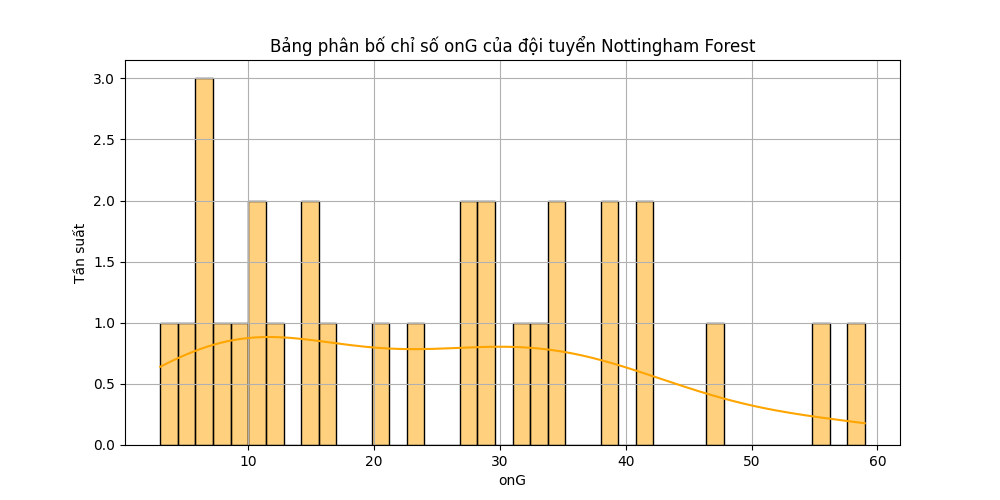 Bảng phân bố chỉ số onG của đội tuyển Nottingham Forest
3.0
2.5
2.0
1.5
1.0
0.5
0.0
Tần suất
10 20 30 40 50 60
onG